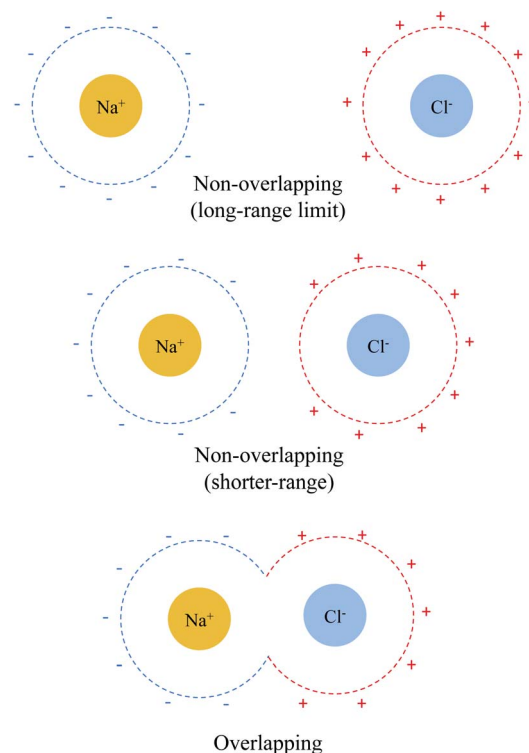 Na⁺ Cl⁻
Non-overlapping
(long-range limit)
Na⁺ Cl⁻
Non-overlapping
(shorter-range)
Na⁺ Cl⁻
Overlapping